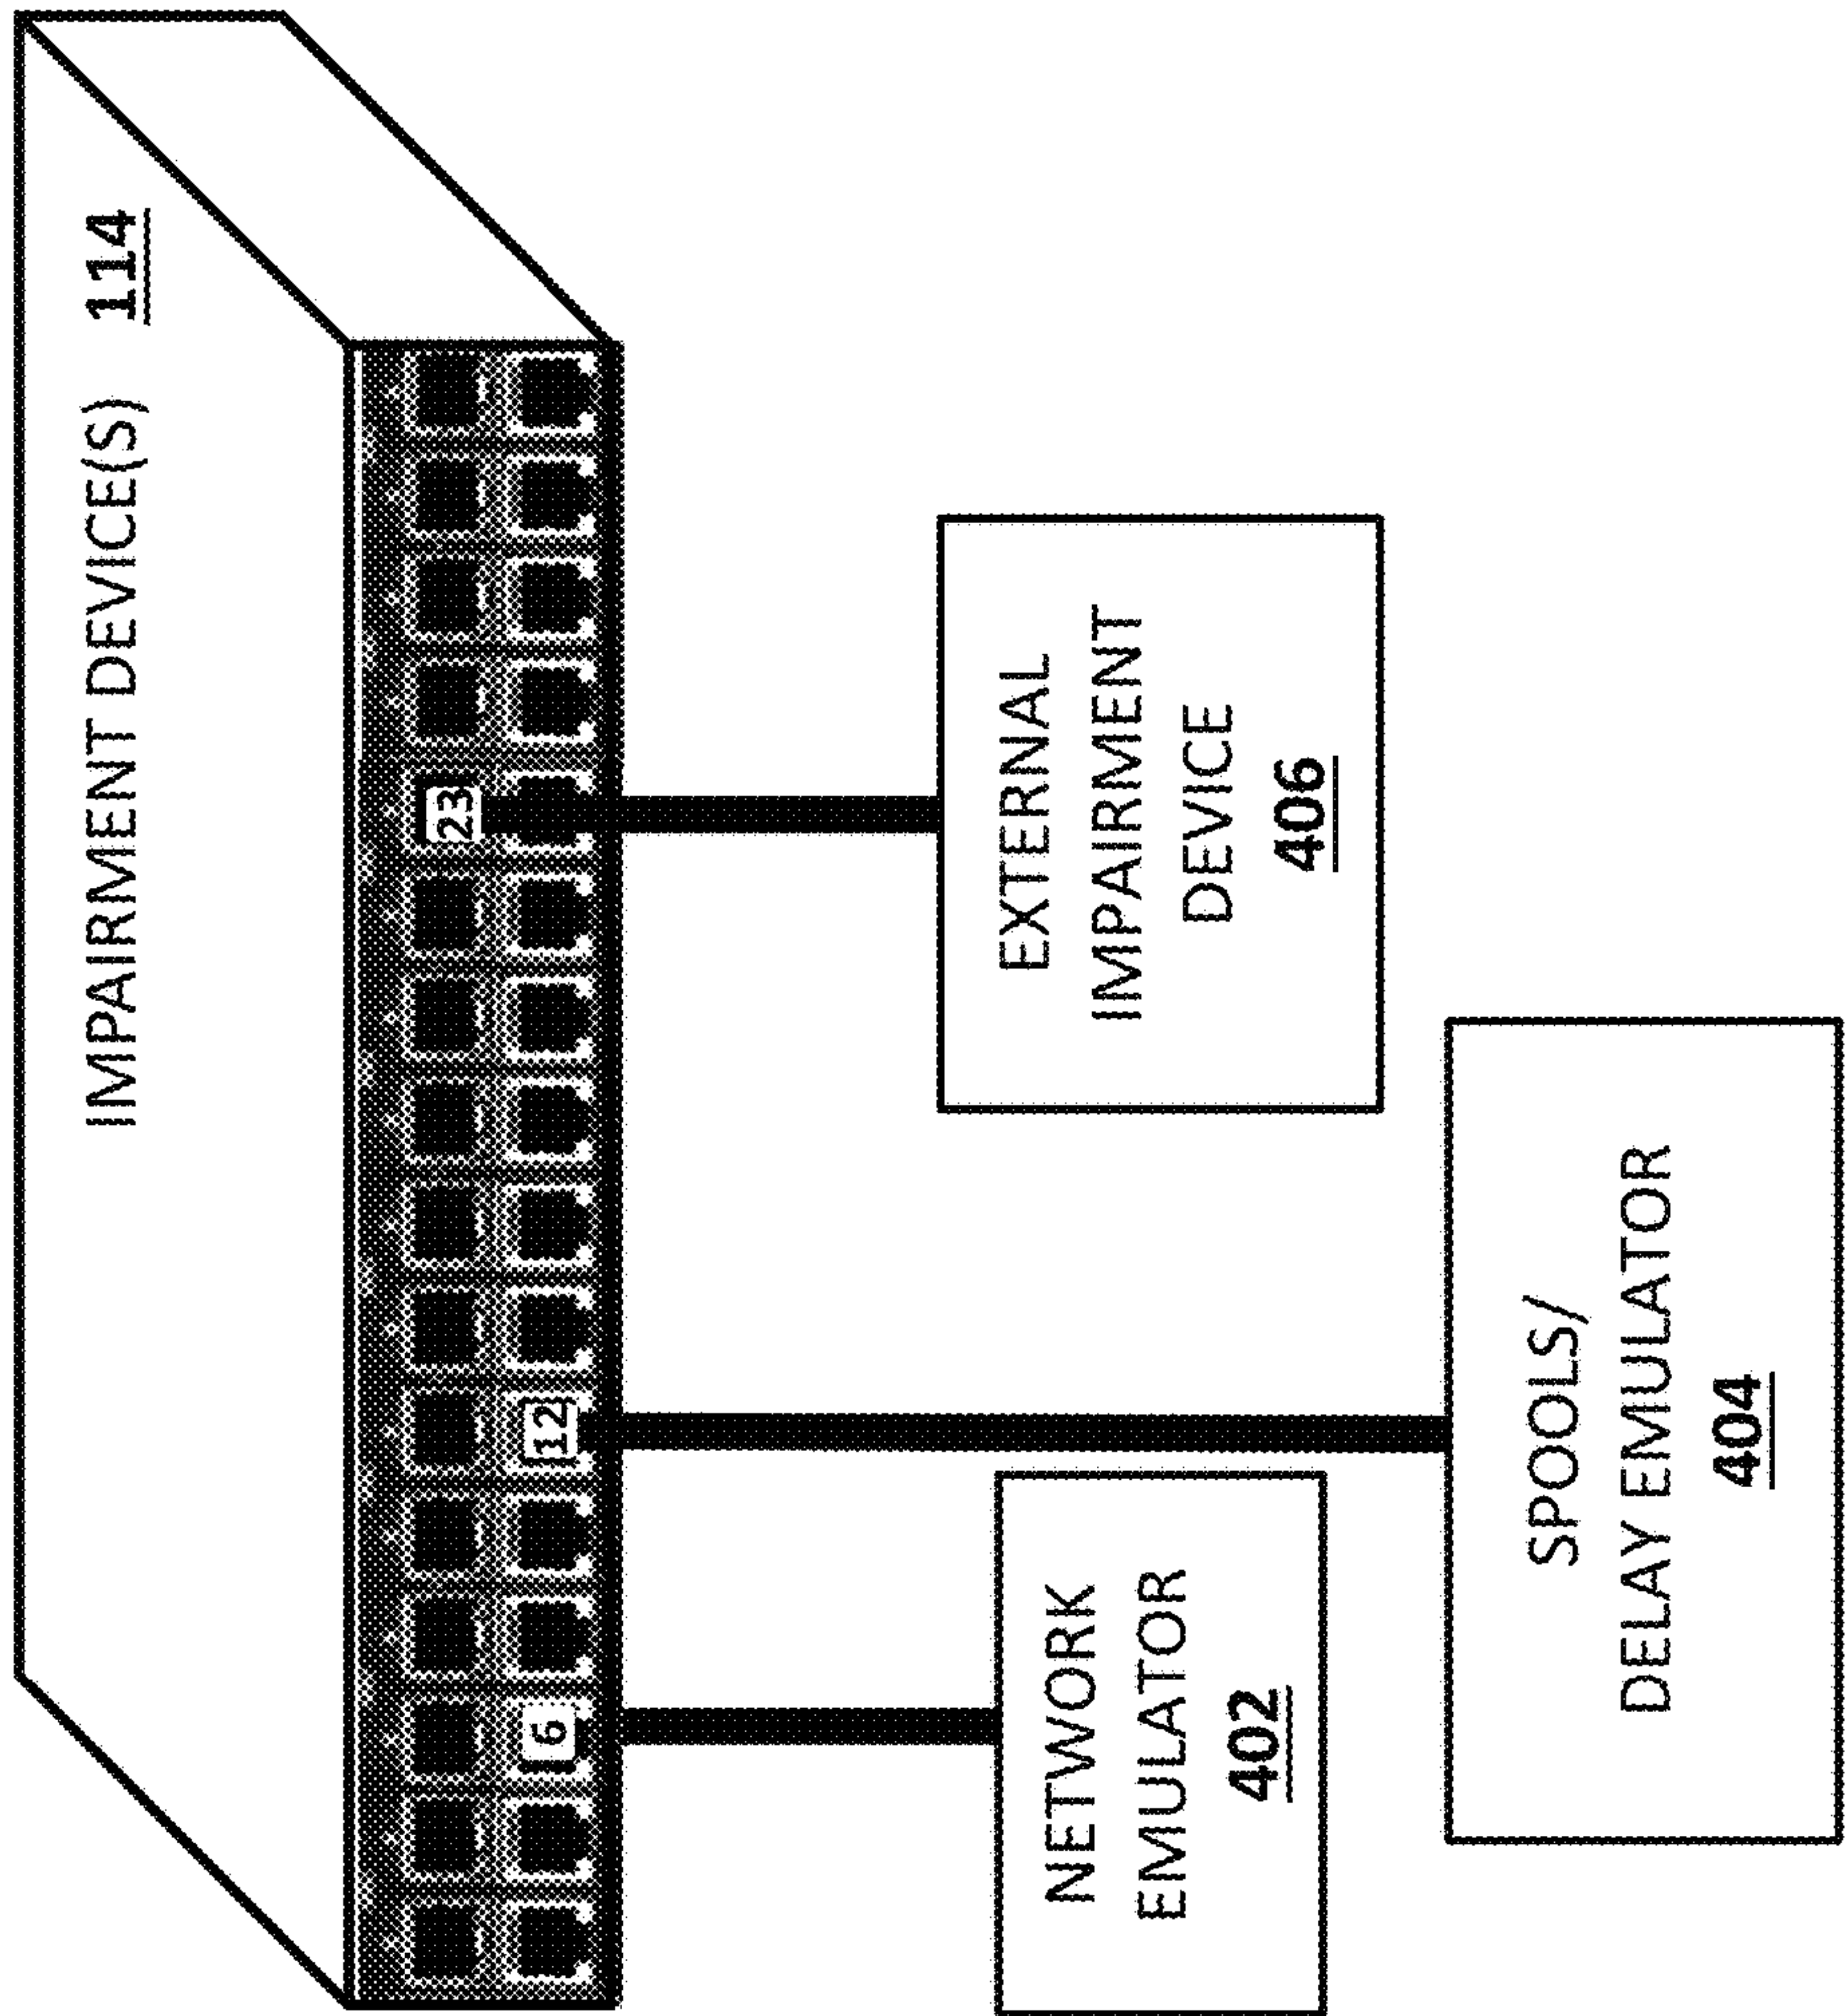 IMPAIRMENT DEVICE(S) 114
23
12
6
EXTERNAL
IMPAIRMENT
DEVICE
406
NETWORK
EMULATOR
402
SPOOLS/
DELAY EMULATOR
404